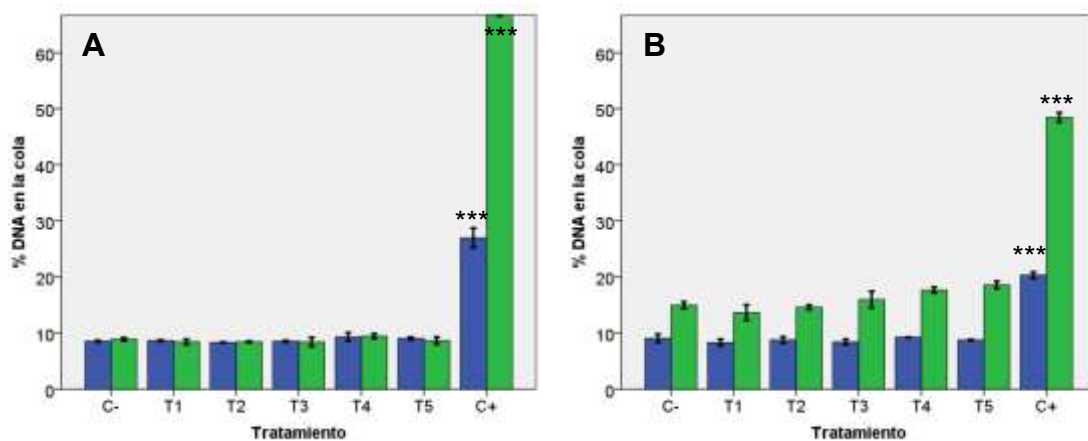 A
% DNA en la cola
60
50
40
30
20
10
0
***
***
C- T1 T2 T3 T4 T5 C+
Tratamiento
B
% DNA en la cola
60
50
40
30
20
10
0
***
***
C- T1 T2 T3 T4 T5 C+
Tratamiento